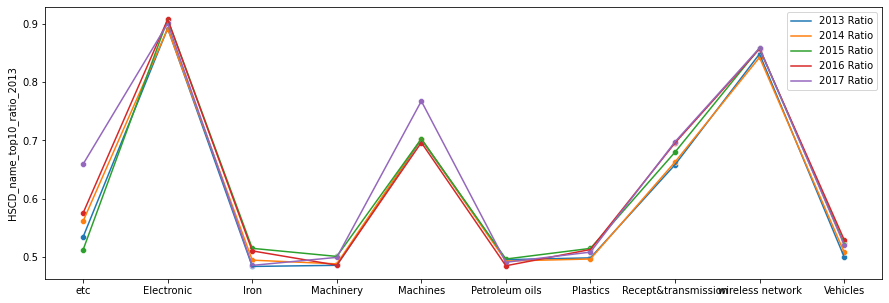 2013 Ratio
2014 Ratio
2015 Ratio
2016 Ratio
2017 Ratio
HSCD_name_top10_ratio_2013
0.9
0.8
0.7
0.6
0.5
etc Electronic Iron Machinery Machines Petroleum oils Plastics Recept&transmission wireless network Vehicles